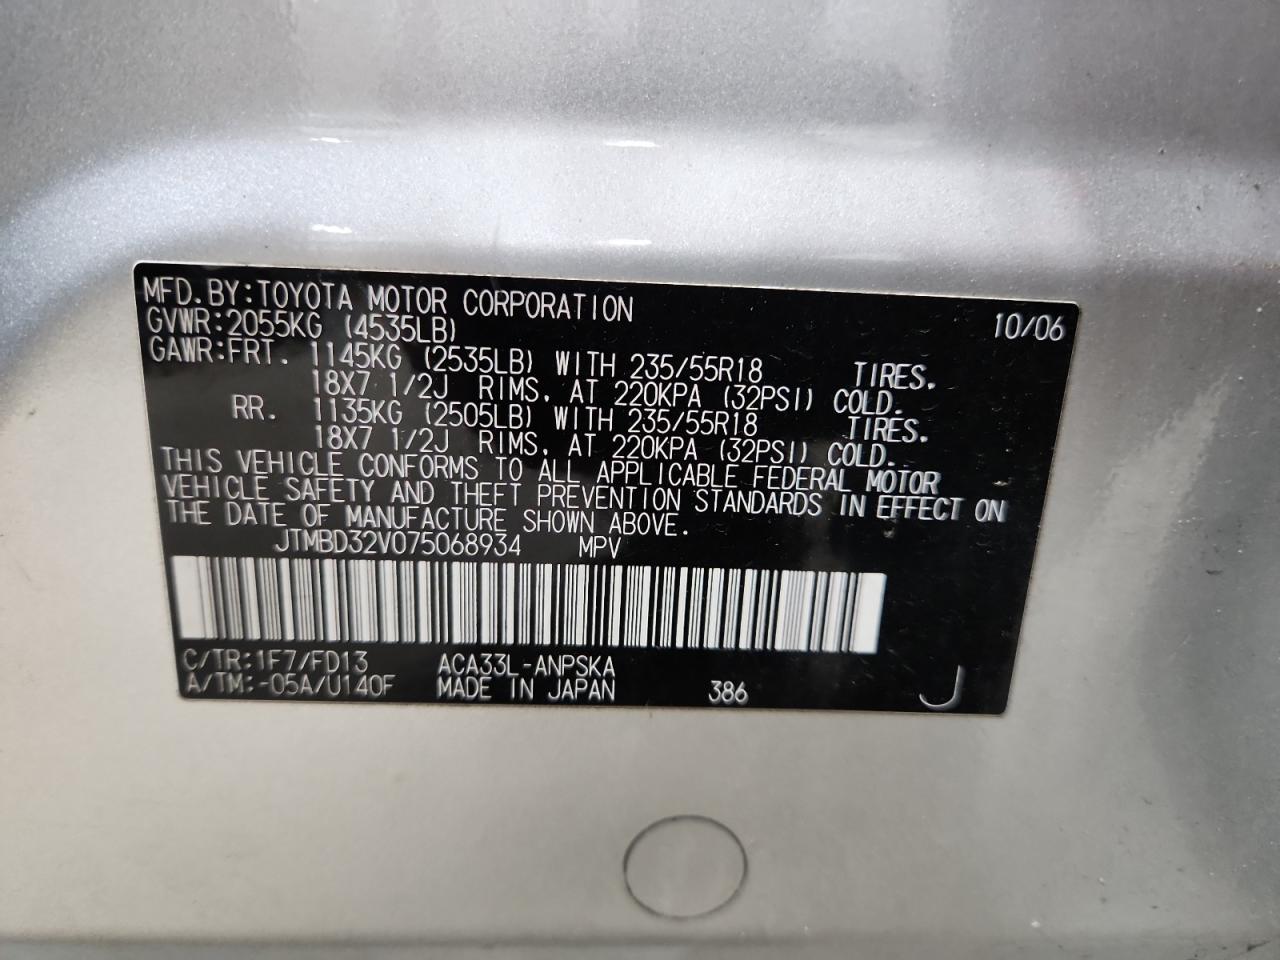 MFD.BY:TOYOTA MOTOR CORPORATION 10/06
GVWR:2055KG (4535LB)
GAWR:FRT. 1145KG (2535LB) WITH 235/55R18 TIRES.
18X7 1/2J RIMS, AT 220KPA (32PSI) COLD.
RR. 1135KG (2505LB) WITH 235/55R18 TIRES.
18X7 1/2J RIMS, AT 220KPA (32PSI) COLD.
THIS VEHICLE CONFORMS TO ALL APPLICABLE FEDERAL MOTOR
VEHICLE SAFETY AND THEFT PREVENTION STANDARDS IN EFFECT ON
THE DATE OF MANUFACTURE SHOWN ABOVE.
JTMBD32V075068934 MPV
C/TR:1F7/FD13 ACA33L-ANPSKA
A/TM:-05A/U140F MADE IN JAPAN 386 J